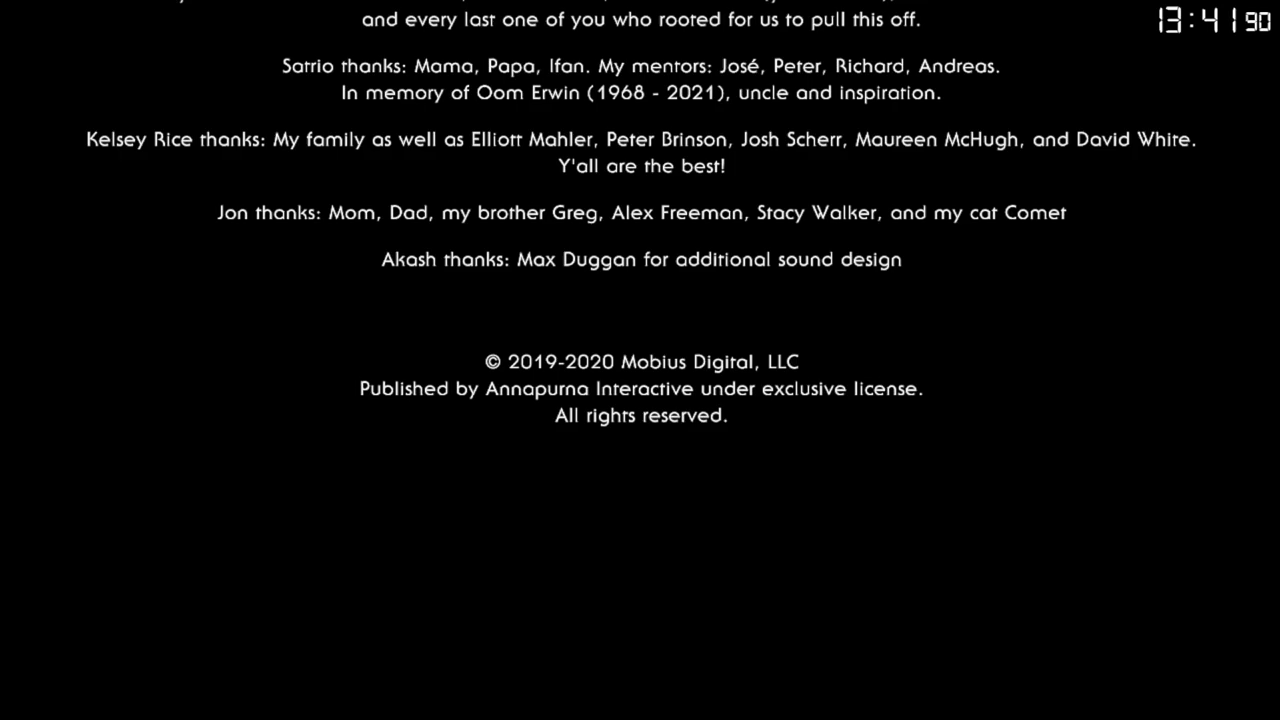 and every last one of you who rooted for us to pull this off.
13:41 90
Satrio thanks: Mama, Papa, Ifan. My mentors: José, Peter, Richard, Andreas.
In memory of Oom Erwin (1968 - 2021), uncle and inspiration.
Kelsey Rice thanks: My family as well as Elliott Mahler, Peter Brinson, Josh Scherr, Maureen McHugh, and David White.
Y'all are the best!
Jon thanks: Mom, Dad, my brother Greg, Alex Freeman, Stacy Walker, and my cat Comet
Akash thanks: Max Duggan for additional sound design
© 2019-2020 Mobius Digital, LLC
Published by Annapurna Interactive under exclusive license.
All rights reserved.